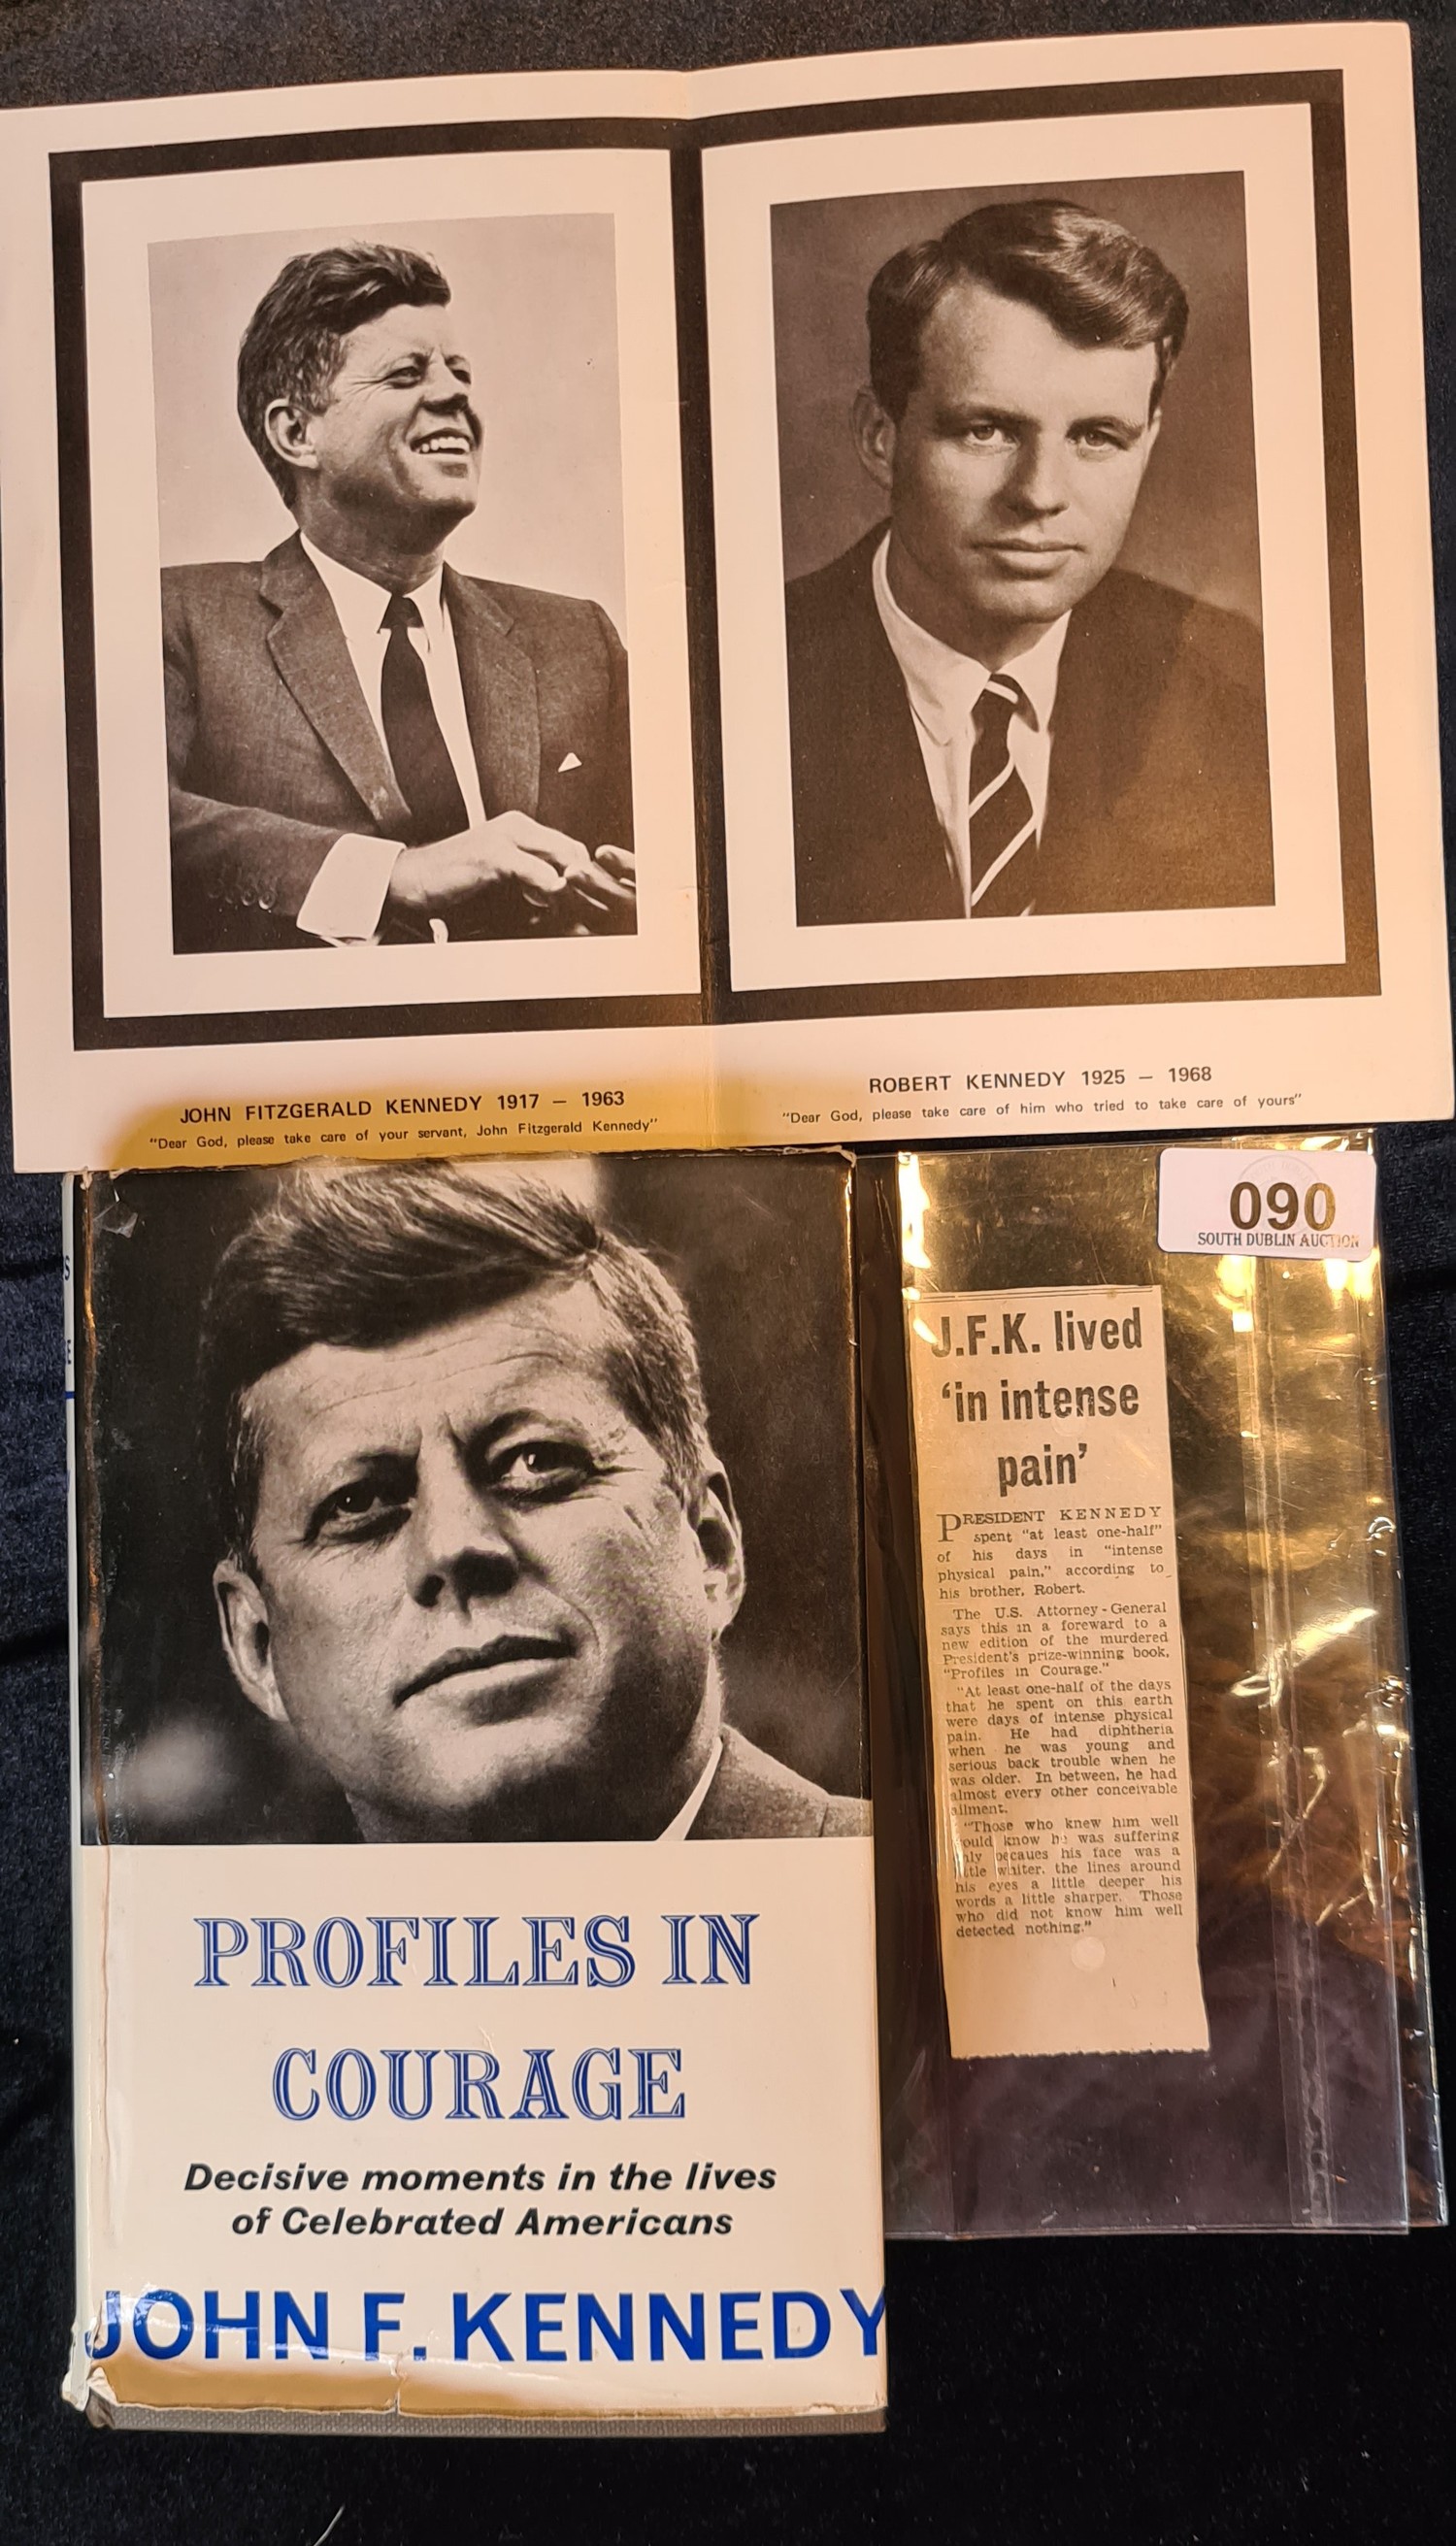 JOHN FITZGERALD KENNEDY 1917 – 1963
"Dear God, please take care of your servant, John Fitzgerald Kennedy"
ROBERT KENNEDY 1925 – 1968
"Dear God, please take care of him who tried to take care of yours"
090
SOUTH DUBLIN AUCTION
J.F.K. lived
'in intense
pain'
PRESIDENT KENNEDY
spent "at least one-half"
of his days in "intense
physical pain," according to
his brother, Robert.
The U.S. Attorney-General
says this in a foreward to a
new edition of the murdered
President's prize-winning book,
"Profiles in Courage."
"At least one-half of the days
that he spent on this earth
were days of intense physical
pain. He had diphtheria
when he was young and
serious back trouble when he
was older. In between, he had
almost every other conceivable
ailment.
"Those who knew him well
ould know he was suffering
nly becaues his face was a
ttle whiter, the lines around
his eyes a little deeper his
words a little sharper. Those
who did not know him well
detected nothing."
PROFILES IN
COURAGE
Decisive moments in the lives
of Celebrated Americans
JOHN F. KENNEDY